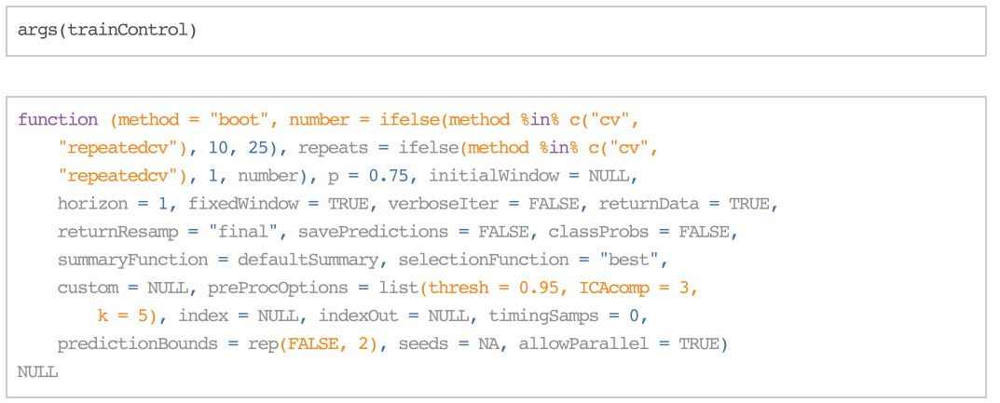 args(trainControl)
function (method = "boot", number = ifelse(method %in% c("cv",
    "repeatedcv"), 10, 25), repeats = ifelse(method %in% c("cv",
    "repeatedcv"), 1, number), p = 0.75, initialWindow = NULL,
    horizon = 1, fixedWindow = TRUE, verboseIter = FALSE, returnData = TRUE,
    returnResamp = "final", savePredictions = FALSE, classProbs = FALSE,
    summaryFunction = defaultSummary, selectionFunction = "best",
    custom = NULL, preProcOptions = list(thresh = 0.95, ICAcomp = 3,
        k = 5), index = NULL, indexOut = NULL, timingSamps = 0,
    predictionBounds = rep(FALSE, 2), seeds = NA, allowParallel = TRUE)
NULL